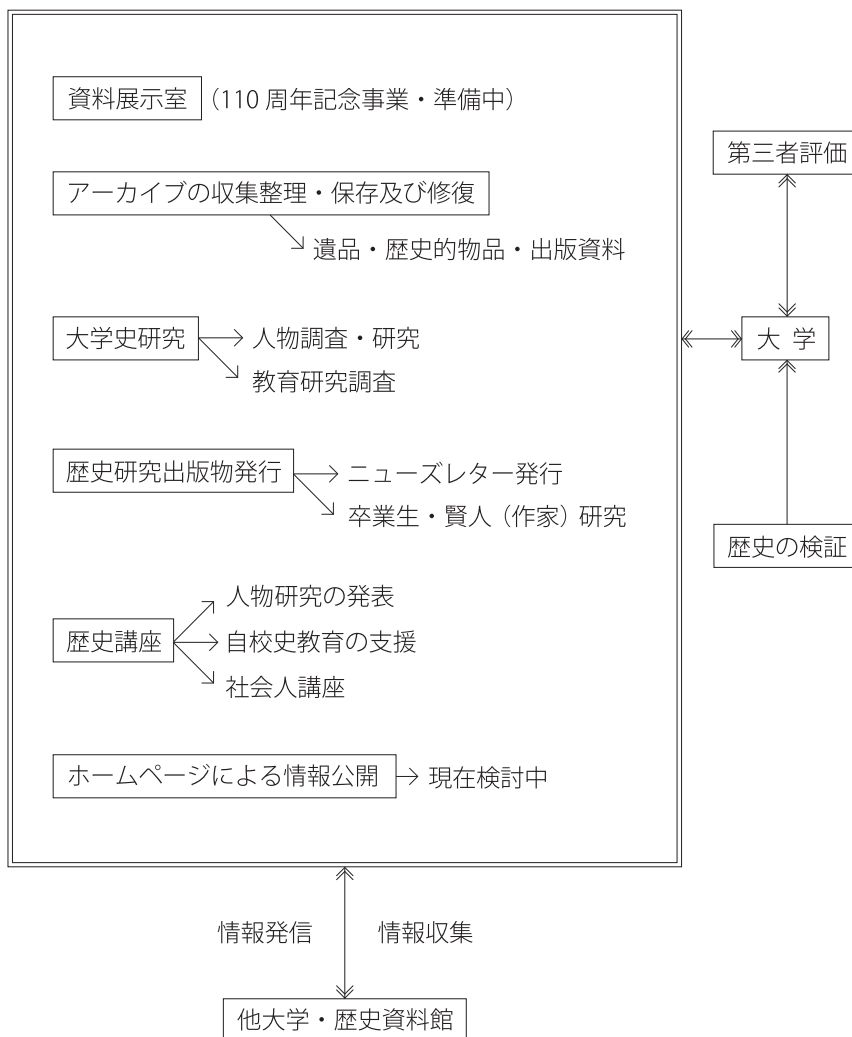 資料展示室 （110 周年記念事業・準備中）
アーカイブの収集整理・保存及び修復
遺品・歴史的物品・出版資料
大学史研究
人物調査・研究
教育研究調査
歴史研究出版物発行
ニューズレター発行
卒業生・賢人（作家）研究
歴史講座
人物研究の発表
自校史教育の支援
社会人講座
ホームページによる情報公開
現在検討中
第三者評価
大 学
歴史の検証
情報発信
情報収集
他大学・歴史資料館